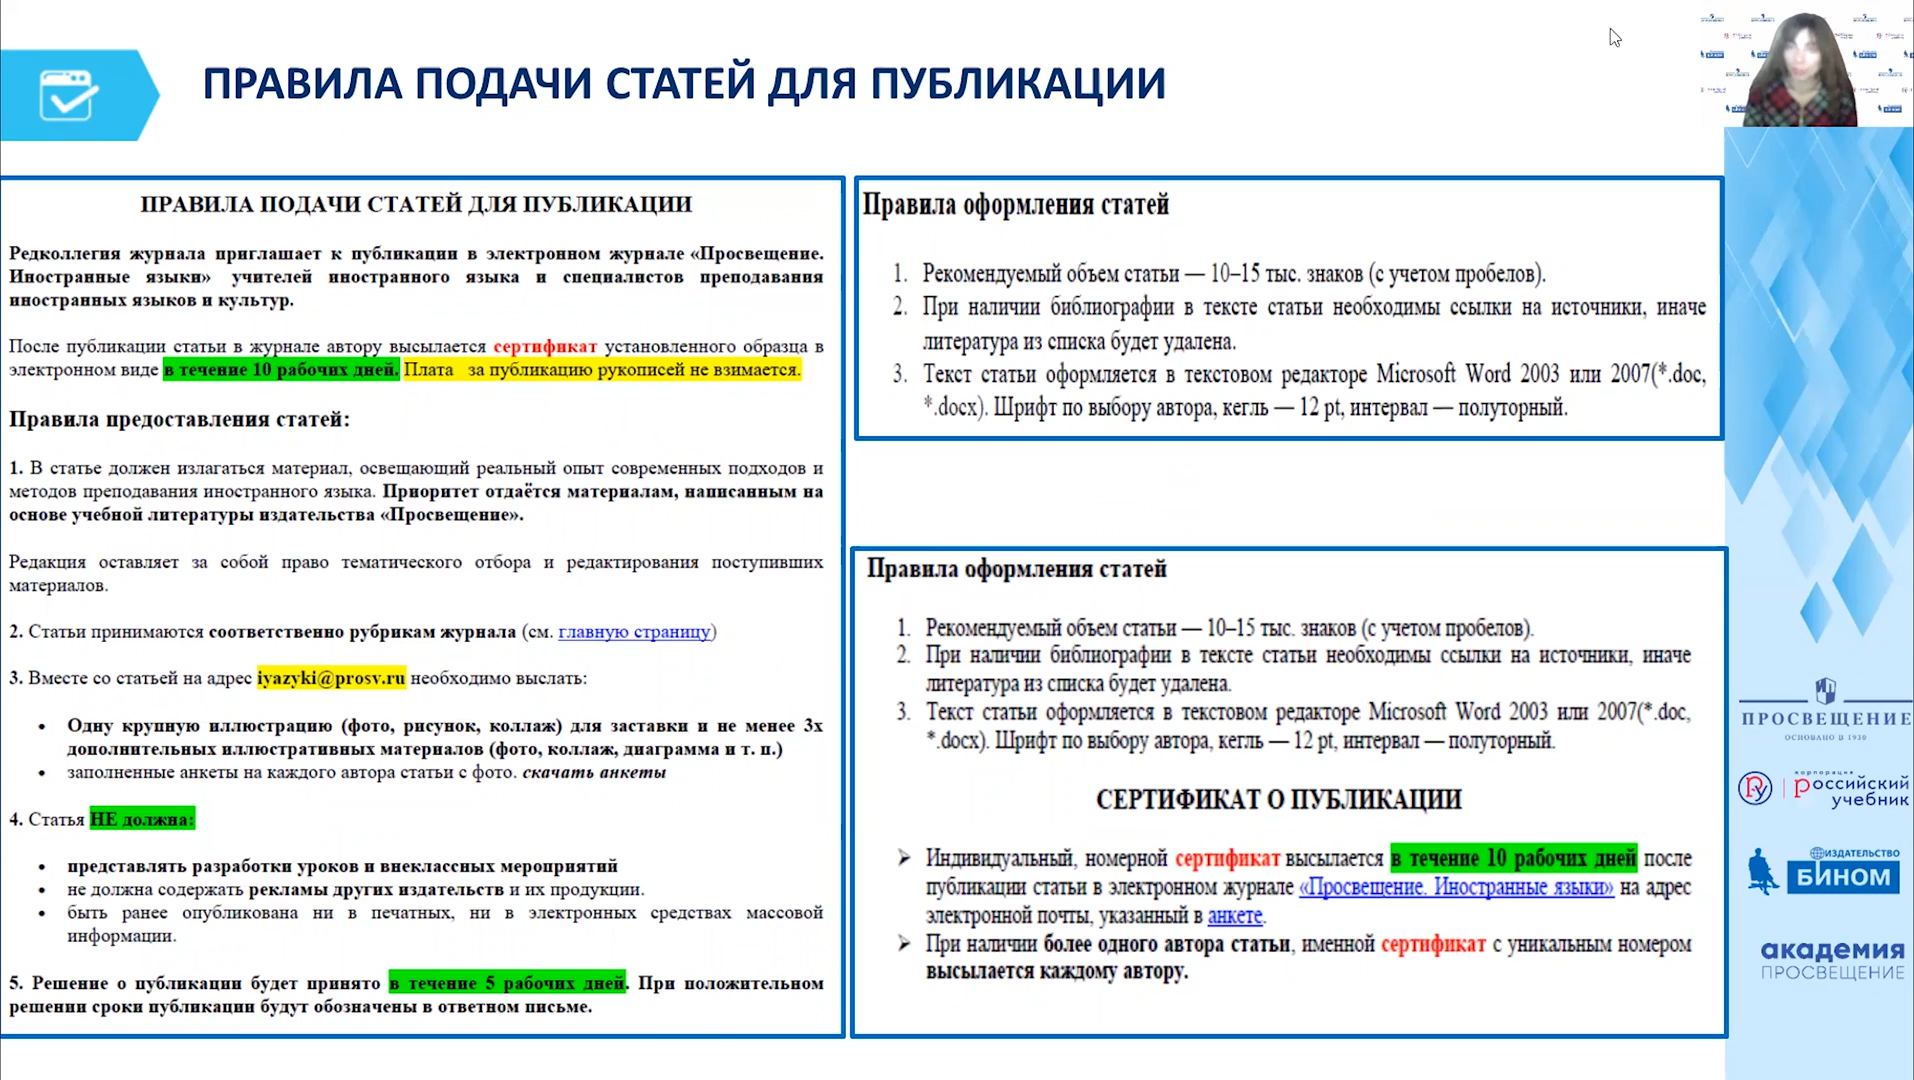 ПРАВИЛА ПОДАЧИ СТАТЕЙ ДЛЯ ПУБЛИКАЦИИ
ПРАВИЛА ПОДАЧИ СТАТЕЙ ДЛЯ ПУБЛИКАЦИИ
Редколлегия журнала приглашает к публикации в электронном журнале «Просвещение.
Иностранные языки» учителей иностранного языка и специалистов преподавания
иностранных языков и культур.
После публикации статьи в журнале автору высылается сертификат установленного образца в
электронном виде в течение 10 рабочих дней. Плата за публикацию рукописей не взимается.
Правила предоставления статей:
1. В статье должен излагаться материал, освещающий реальный опыт современных подходов и
методов преподавания иностранного языка. Приоритет отдаётся материалам, написанным на
основе учебной литературы издательства «Просвещение».
Редакция оставляет за собой право тематического отбора и редактирования поступивших
материалов.
2. Статьи принимаются соответственно рубрикам журнала (см. главную страницу)
3. Вместе со статьей на адрес iyazyki@prosv.ru необходимо выслать:
• Одну крупную иллюстрацию (фото, рисунок, коллаж) для заставки и не менее 3х
дополнительных иллюстративных материалов (фото, коллаж, диаграмма и т. п.)
• заполненные анкеты на каждого автора статьи с фото. скачать анкеты
4. Статья НЕ должна:
• представлять разработки уроков и внеклассных мероприятий
• не должна содержать рекламы других издательств и их продукции.
• быть ранее опубликована ни в печатных, ни в электронных средствах массовой
информации.
5. Решение о публикации будет принято в течение 5 рабочих дней. При положительном
решении сроки публикации будут обозначены в ответном письме.
Правила оформления статей
1. Рекомендуемый объем статьи — 10–15 тыс. знаков (с учетом пробелов).
2. При наличии библиографии в тексте статьи необходимы ссылки на источники, иначе
литература из списка будет удалена.
3. Текст статьи оформляется в текстовом редакторе Microsoft Word 2003 или 2007(*.doc,
*.docx). Шрифт по выбору автора, кегль — 12 pt, интервал — полуторный.
Правила оформления статей
1. Рекомендуемый объем статьи — 10–15 тыс. знаков (с учетом пробелов).
2. При наличии библиографии в тексте статьи необходимы ссылки на источники, иначе
литература из списка будет удалена.
3. Текст статьи оформляется в текстовом редакторе Microsoft Word 2003 или 2007(*.doc,
*.docx). Шрифт по выбору автора, кегль — 12 pt, интервал — полуторный.
СЕРТИФИКАТ О ПУБЛИКАЦИИ
➢ Индивидуальный, номерной сертификат высылается в течение 10 рабочих дней после
публикации статьи в электронном журнале «Просвещение. Иностранные языки» на адрес
электронной почты, указанный в анкете.
➢ При наличии более одного автора статьи, именной сертификат с уникальным номером
высылается каждому автору.
ПРОСВЕЩЕНИЕ
ОСНОВАНО В 1930
корпорация
российский
учебник
ИЗДАТЕЛЬСТВО
БИНОМ
академия
ПРОСВЕЩЕНИЕ